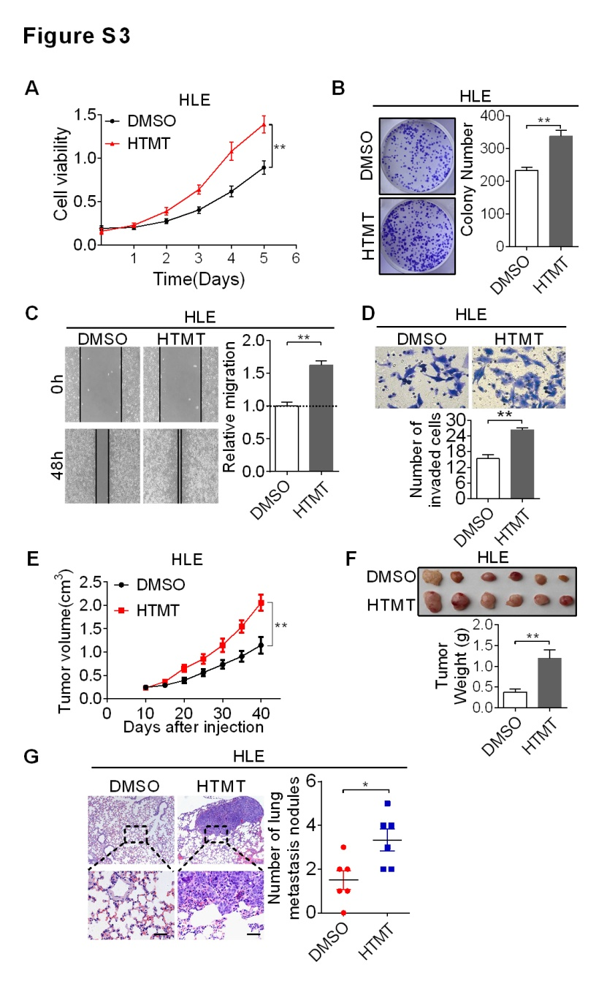 Figure S3
A
HLE
DMSO
HTMT
Cell viability
1.5
1.0
0.5
0.0
**
1 2 3 4 5 6
Time(Days)
B
HLE
DMSO
HTMT
Colony Number
400
300
200
100
0
**
DMSO
HTMT
C
HLE
DMSO HTMT
0h
48h
Relative migration
2.0
1.5
1.0
0.5
0.0
**
DMSO
HTMT
D
HLE
DMSO HTMT
Number of
invaded cells
30
24
18
12
6
0
**
DMSO
HTMT
E
HLE
DMSO
HTMT
Tumor volume(cm³)
2.5
2.0
1.5
1.0
0.5
0.0
**
0 10 20 30 40
Days after injection
F
HLE
DMSO
HTMT
Tumor
Weight (g)
2.0
1.5
1.0
0.5
0.0
**
DMSO
HTMT
G
HLE
DMSO HTMT
Number of lung
metastasis nodules
6
4
2
0
*
DMSO
HTMT